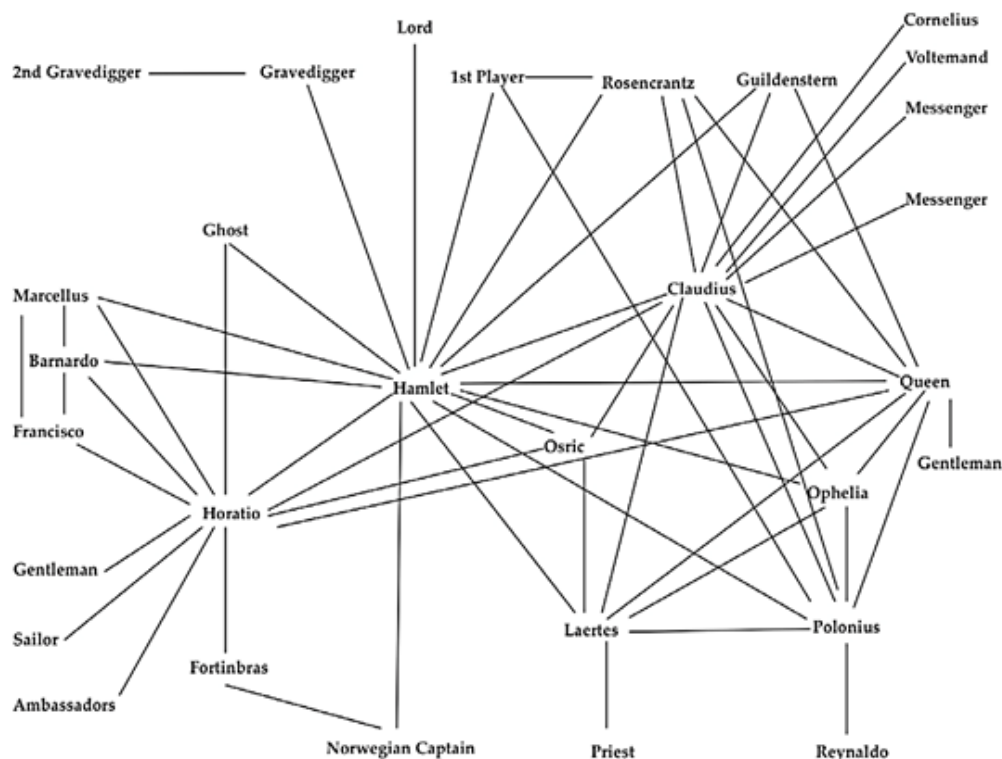 Cornelius
Lord
Voltemand
2nd Gravedigger
Gravedigger
1st Player
Rosencrantz
Guildenstern
Messenger
Messenger
Ghost
Claudius
Marcellus
Barnardo
Hamlet
Queen
Francisco
Osric
Gentleman
Ophelia
Horatio
Gentleman
Laertes
Polonius
Sailor
Fortinbras
Ambassadors
Norwegian Captain
Priest
Reynaldo